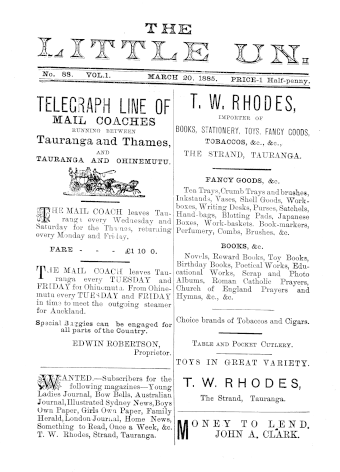 THE
LITTLE UN.
No. 88. VOL.1. MARCH 20, 1885. PRICE-1 Half-penny.
TELEGRAPH LINE OF
MAIL COACHES
RUNNING BETWEEN
Tauranga and Thames,
AND
TAURANGA AND OHINEMUTU.
THE MAIL COACH leaves Tau-
ranga every Wednesday and
Saturday for the Thames, returning
every Monday and Friday.
FARE - - - £1 10 0.
THE MAIL COACH leaves Tau-
ranga every TUESDAY and
FRIDAY for Ohinemutu. From Ohine-
mutu every TUESDAY and FRIDAY
in time to meet the outgoing steamer
for Auckland.
Special Buggies can be engaged for
all parts of the Country.
EDWIN ROBERTSON,
Proprietor.
WANTED.—Subscribers for the
following magazines—Young
Ladies Journal, Bow Bells, Australian
Journal, Illustrated Sydney News, Boys
Own Paper, Girls Own Paper, Family
Herald, London Journal, Home News,
Something to Read, Once a Week, &c.
T. W. Rhodes, Strand, Tauranga.
T. W. RHODES,
IMPORTER OF
BOOKS, STATIONERY, TOYS, FANCY GOODS,
TOBACCOS, &c., &c.,
THE STRAND, TAURANGA.
FANCY GOODS, &c.
Tea Trays, Crumb Trays and brushes,
Inkstands, Vases, Shell Goods, Work-
boxes, Writing Desks, Purses, Satchels,
Hand-bags, Blotting Pads, Japanese
Boxes, Work-baskets, Book-markers,
Perfumery, Combs, Brushes, &c.
BOOKS, &c.
Novels, Reward Books, Toy Books,
Birthday Books, Poetical Works, Edu-
cational Works, Scrap and Photo
Albums, Roman Catholic Prayers,
Church of England Prayers and
Hymns, &c., &c.
Choice brands of Tobaccos and Cigars.
TABLE AND POCKET CUTLERY.
TOYS IN GREAT VARIETY.
T. W. RHODES,
The Strand, Tauranga.
MONEY TO LEND,
JOHN A. CLARK.